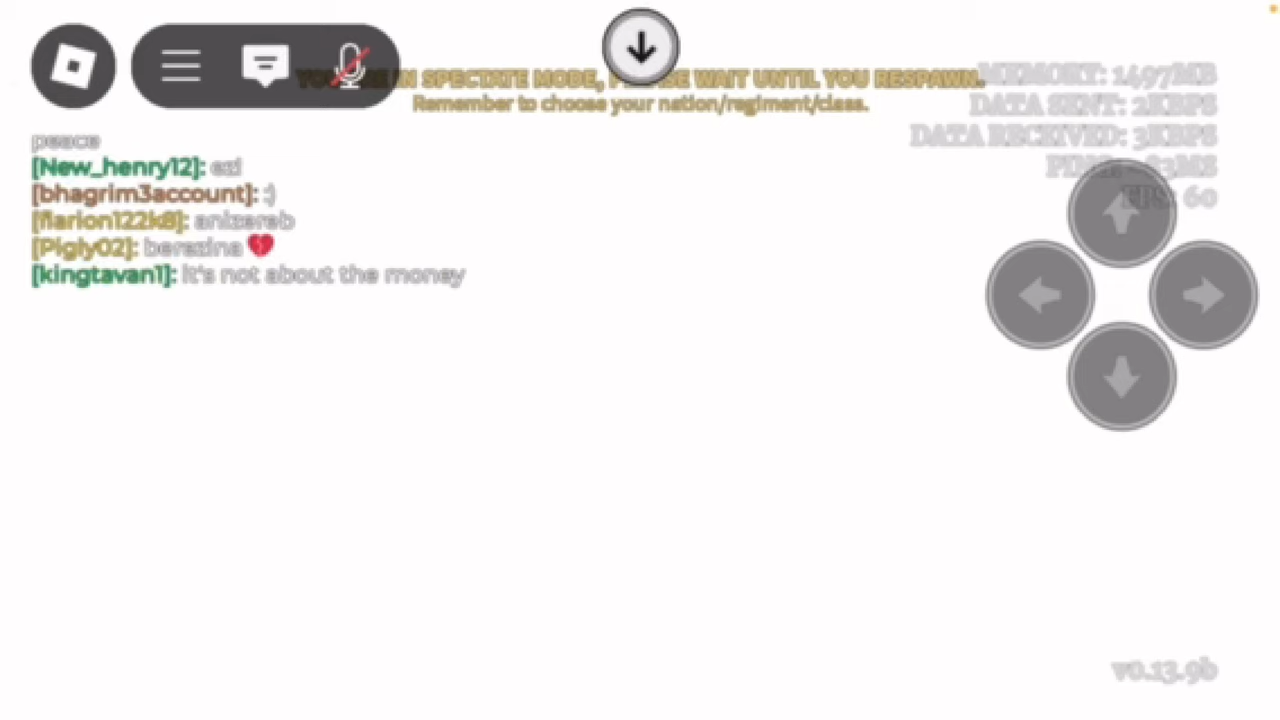 YOU ARE IN SPECTATE MODE, PLEASE WAIT UNTIL YOU RESPAWN.
Remember to choose your nation/regiment/class.
MEMORY: 1497MB
DATA SENT: 2KBPS
DATA RECEIVED: 3KBPS
PING: 83MS
FPS: 60
peace
[New_henry12]: ezi
[bhagrim3account]: :)
[flarion122k8]: anizereb
[Pigly02]: berezina 💔
[kingtavan1]: It's not about the money
v0.13.9b